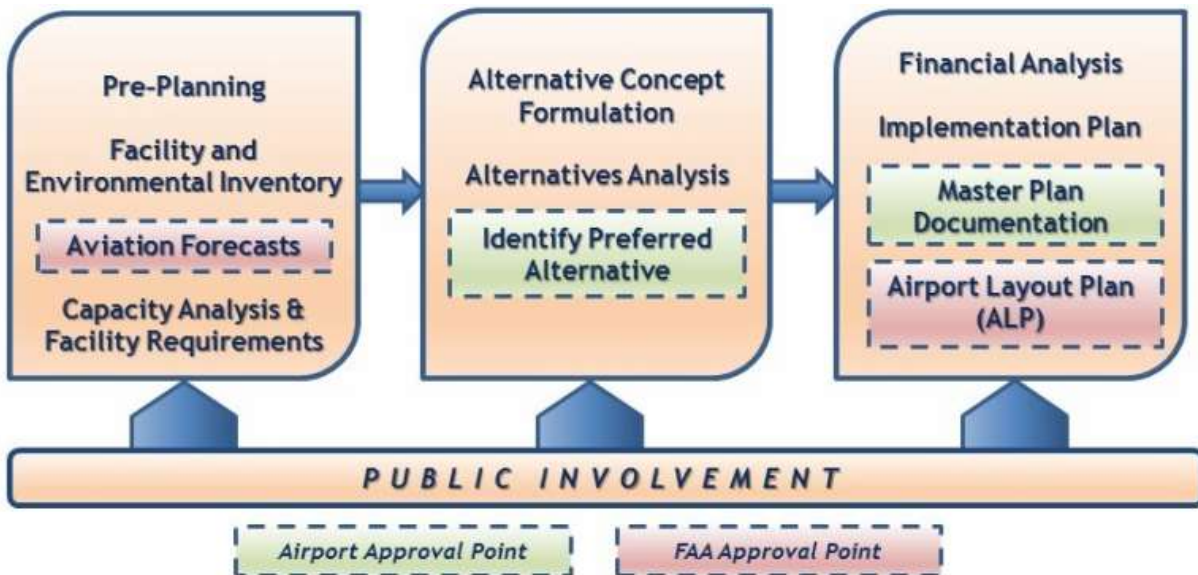 Pre-Planning
Facility and
Environmental Inventory
Aviation Forecasts
Capacity Analysis &
Facility Requirements
Alternative Concept
Formulation
Alternatives Analysis
Identify Preferred
Alternative
Financial Analysis
Implementation Plan
Master Plan
Documentation
Airport Layout Plan
(ALP)
PUBLIC INVOLVEMENT
Airport Approval Point
FAA Approval Point